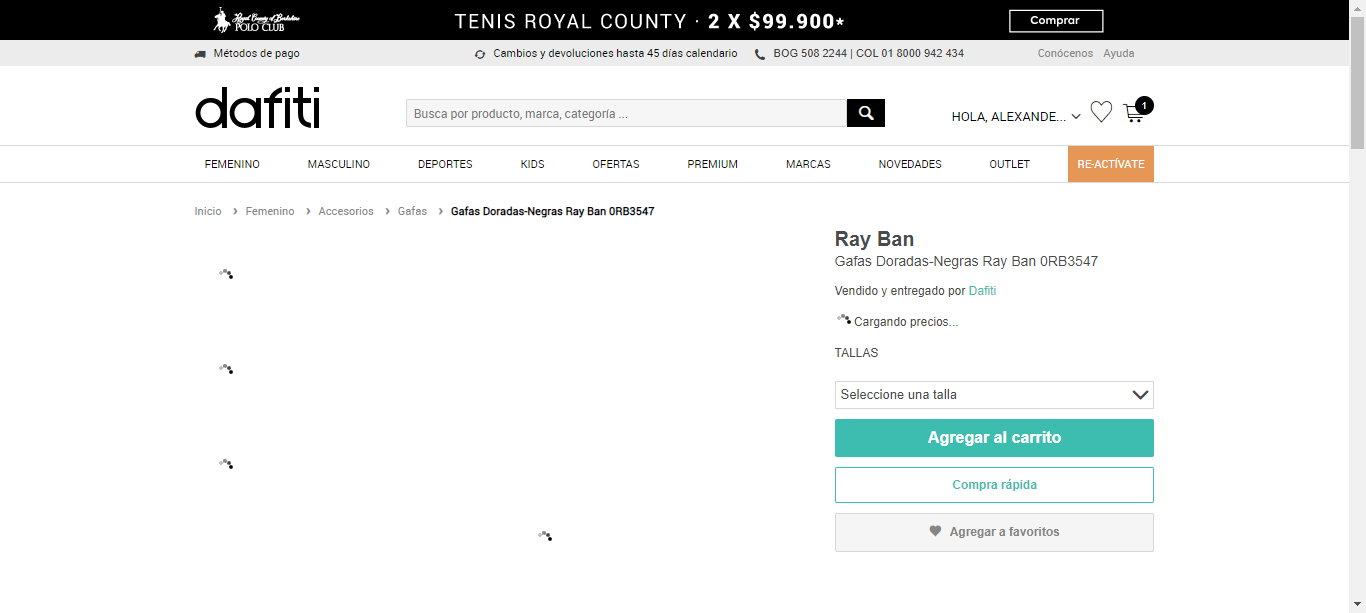 Royal County of Berkshire
POLO CLUB
TENIS ROYAL COUNTY · 2 X $99.900*
Comprar
Métodos de pago
Cambios y devoluciones hasta 45 días calendario
BOG 508 2244 | COL 01 8000 942 434
Conócenos Ayuda
dafiti
Busca por producto, marca, categoría ...
HOLA, ALEXANDE...
1
FEMENINO MASCULINO DEPORTES KIDS OFERTAS PREMIUM MARCAS NOVEDADES OUTLET RE-ACTÍVATE
Inicio › Femenino › Accesorios › Gafas › Gafas Doradas-Negras Ray Ban 0RB3547
Ray Ban
Gafas Doradas-Negras Ray Ban 0RB3547
Vendido y entregado por Dafiti
Cargando precios...
TALLAS
Seleccione una talla
Agregar al carrito
Compra rápida
Agregar a favoritos